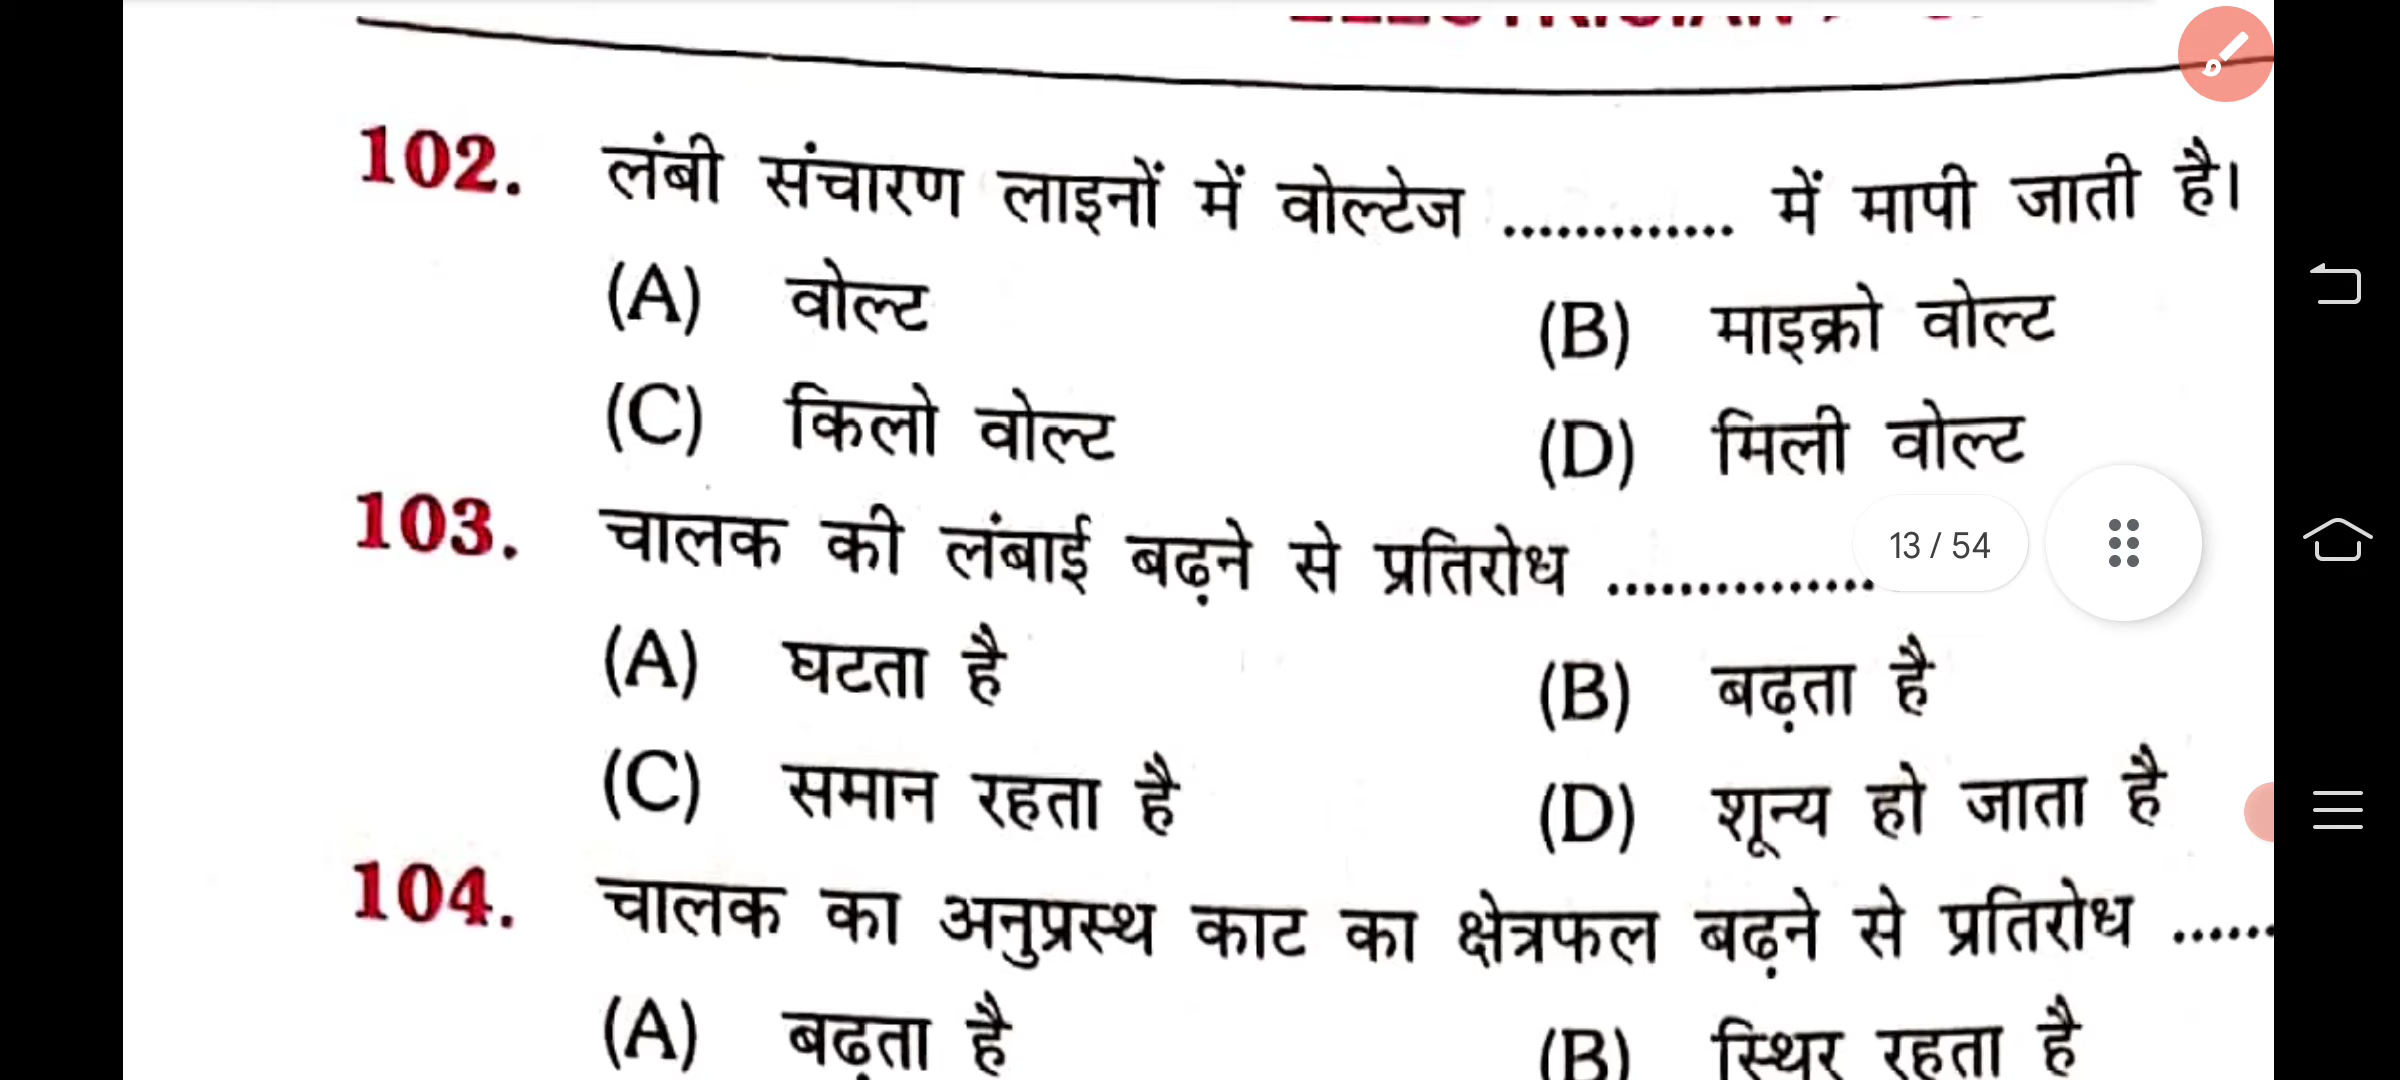 102. लंबी संचारण लाइनों में वोल्टेज ............. में मापी जाती है।
(A) वोल्ट (B) माइक्रो वोल्ट
(C) किलो वोल्ट (D) मिली वोल्ट
103. चालक की लंबाई बढ़ने से प्रतिरोध ...............
13 / 54
(A) घटता है (B) बढ़ता है
(C) समान रहता है (D) शून्य हो जाता है
104. चालक का अनुप्रस्थ काट का क्षेत्रफल बढ़ने से प्रतिरोध ......
(A) बढ़ता है (B) स्थिर रहता है